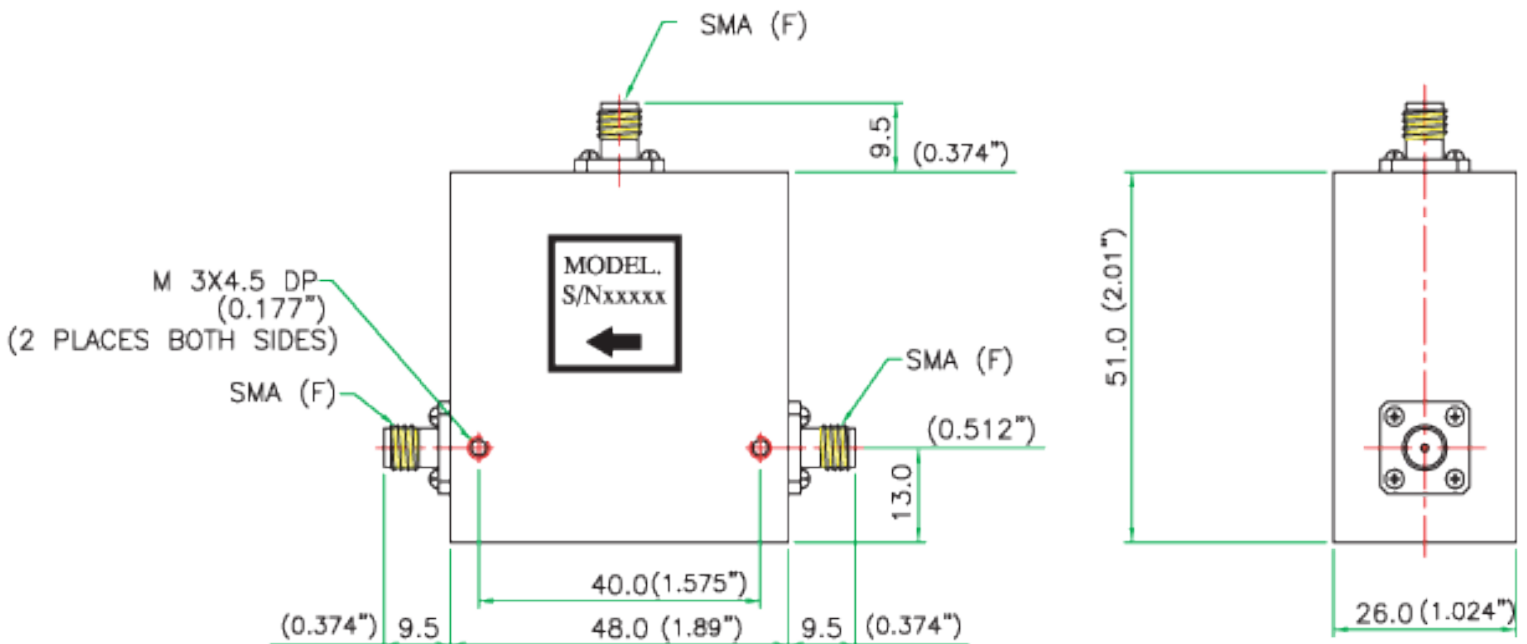 SMA (F)
9.5
(0.374")
MODEL.
S/Nxxxxx
M 3X4.5 DP
(0.177")
(2 PLACES BOTH SIDES)
SMA (F)
SMA (F)
(0.512")
13.0
40.0(1.575")
(0.374") 9.5
48.0 (1.89")
9.5 (0.374")
51.0 (2.01")
26.0 (1.024")